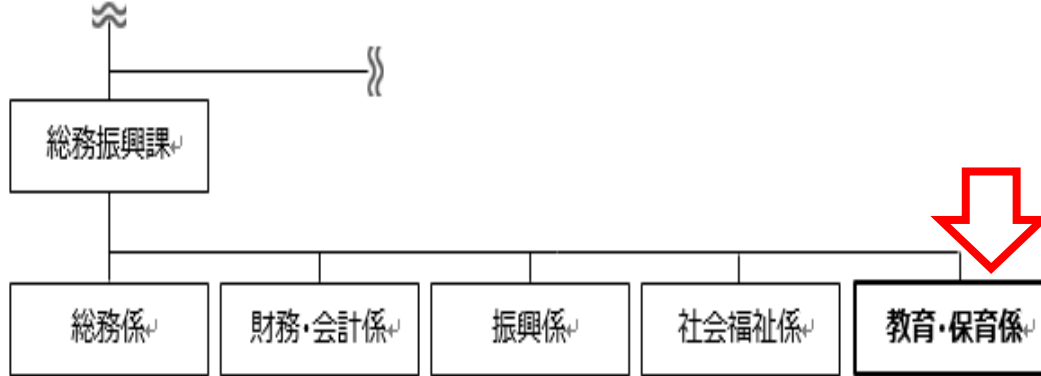 総務振興課
総務係
財務・会計係
振興係
社会福祉係
教育・保育係